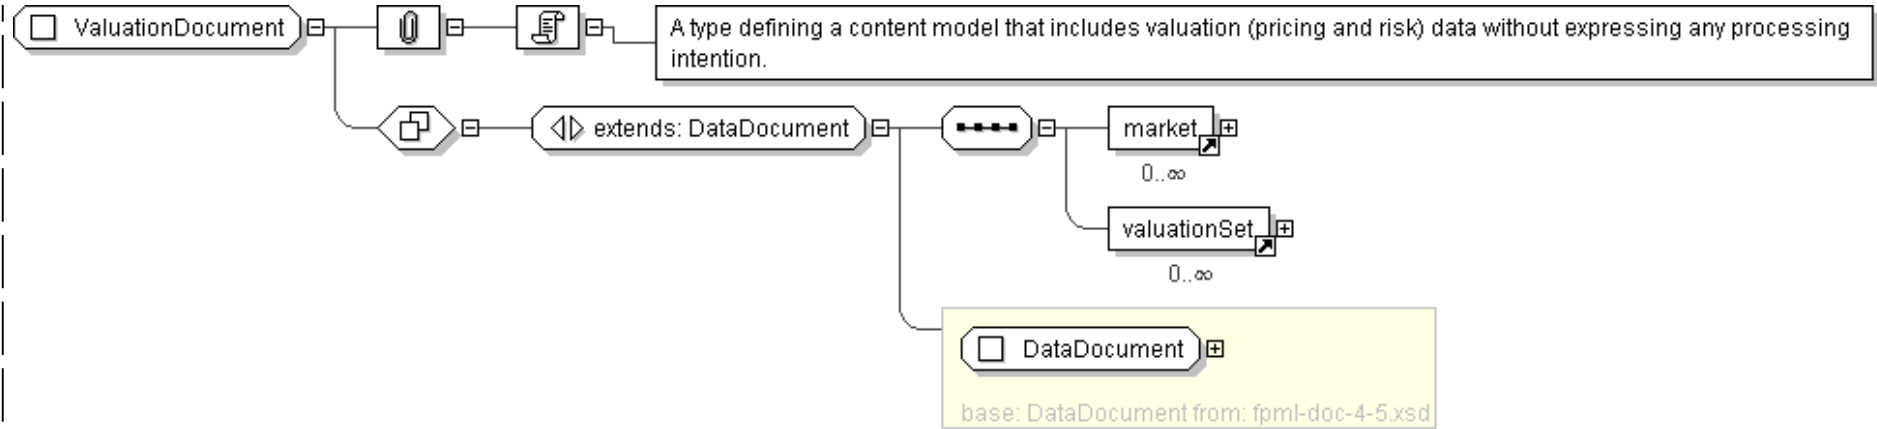 ValuationDocument
A type defining a content model that includes valuation (pricing and risk) data without expressing any processing
intention.
extends: DataDocument
market
0..∞
valuationSet
0..∞
DataDocument
base: DataDocument from: fpml-doc-4-5.xsd